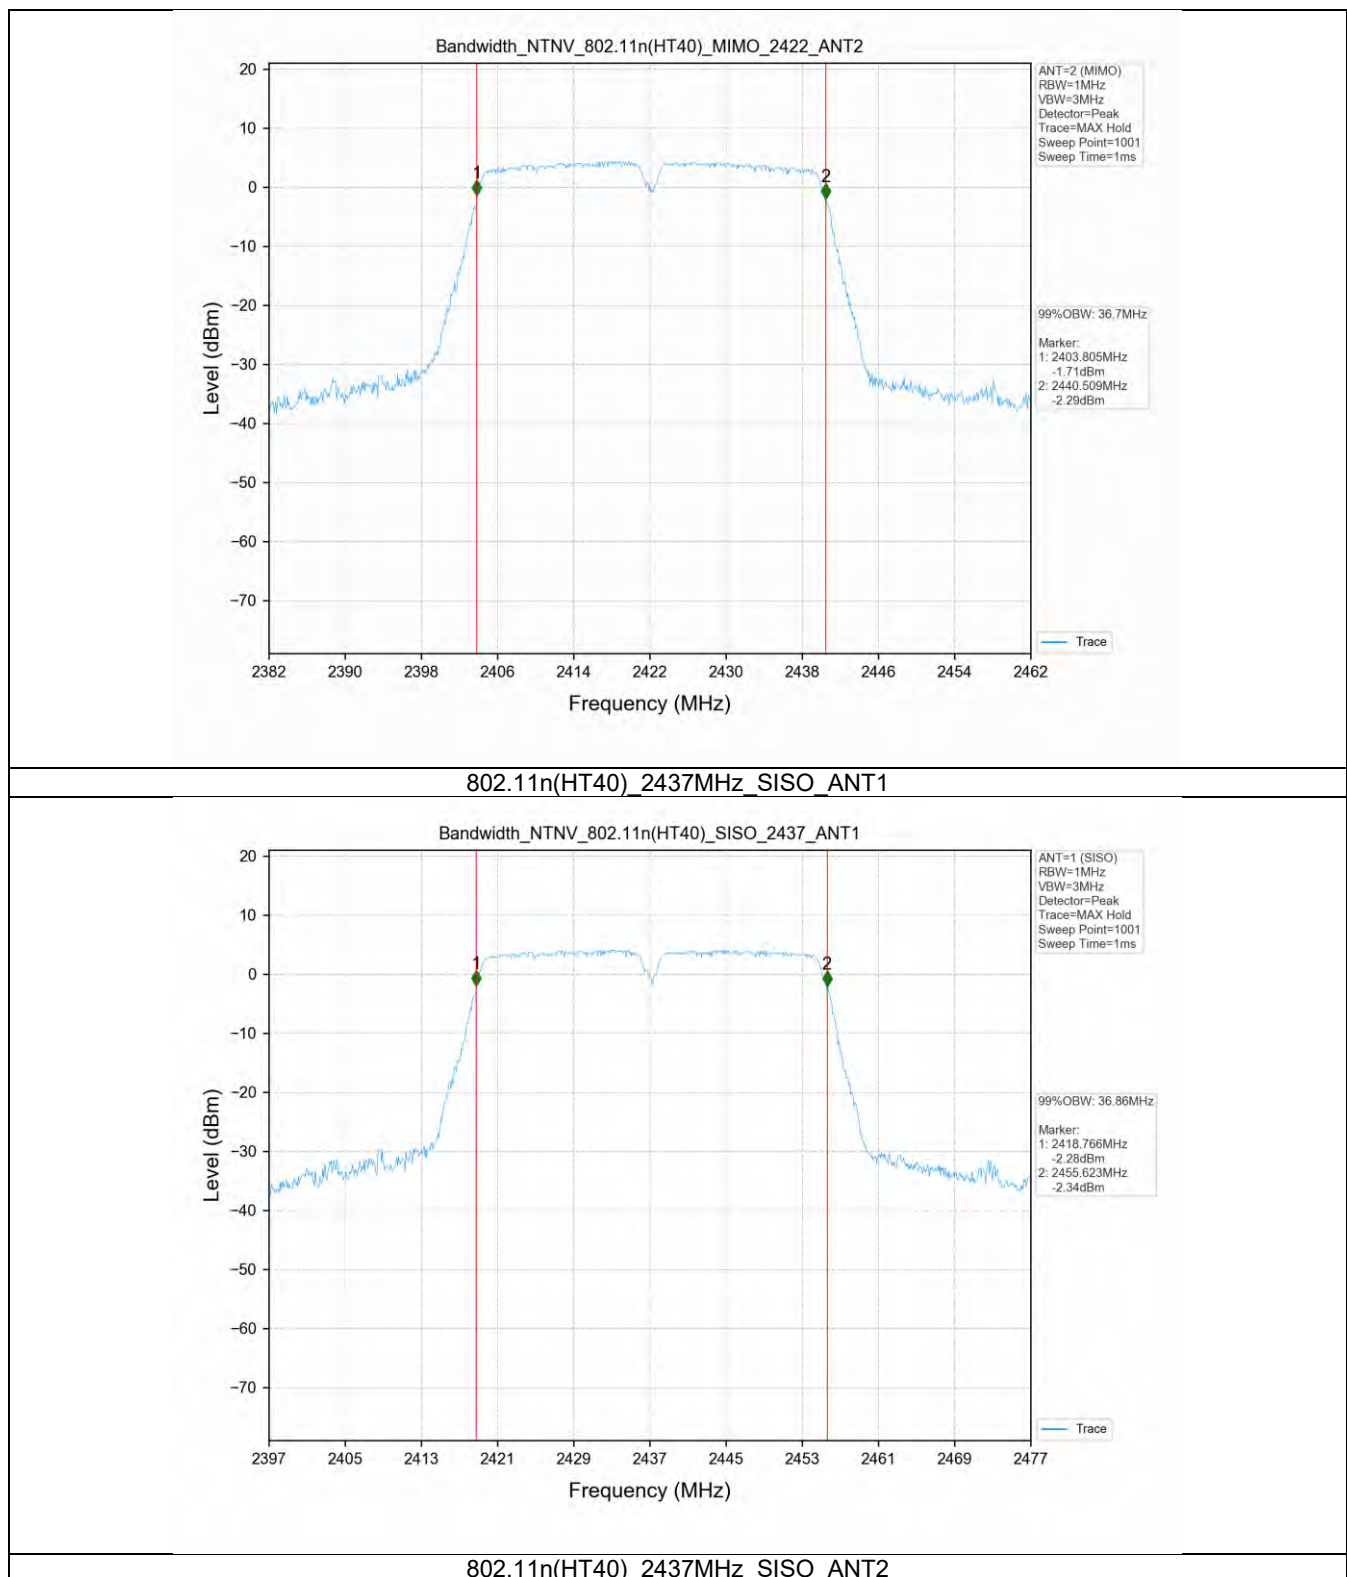 Bandwidth_NTNV_802.11n(HT40)_MIMO_2422_ANT2
20
10
0
−10
−20
−30
−40
−50
−60
−70
Level (dBm)
1
2
2382 2390 2398 2406 2414 2422 2430 2438 2446 2454 2462
Frequency (MHz)
ANT=2 (MIMO)
RBW=1MHz
VBW=3MHz
Detector=Peak
Trace=MAX Hold
Sweep Point=1001
Sweep Time=1ms
99%OBW: 36.7MHz
Marker:
1: 2403.805MHz
-1.71dBm
2: 2440.509MHz
-2.29dBm
Trace
802.11n(HT40)_2437MHz_SISO_ANT1
Bandwidth_NTNV_802.11n(HT40)_SISO_2437_ANT1
20
10
0
−10
−20
−30
−40
−50
−60
−70
Level (dBm)
1
2
2397 2405 2413 2421 2429 2437 2445 2453 2461 2469 2477
Frequency (MHz)
ANT=1 (SISO)
RBW=1MHz
VBW=3MHz
Detector=Peak
Trace=MAX Hold
Sweep Point=1001
Sweep Time=1ms
99%OBW: 36.86MHz
Marker:
1: 2418.766MHz
-2.28dBm
2: 2455.623MHz
-2.34dBm
Trace
802.11n(HT40)_2437MHz_SISO_ANT2